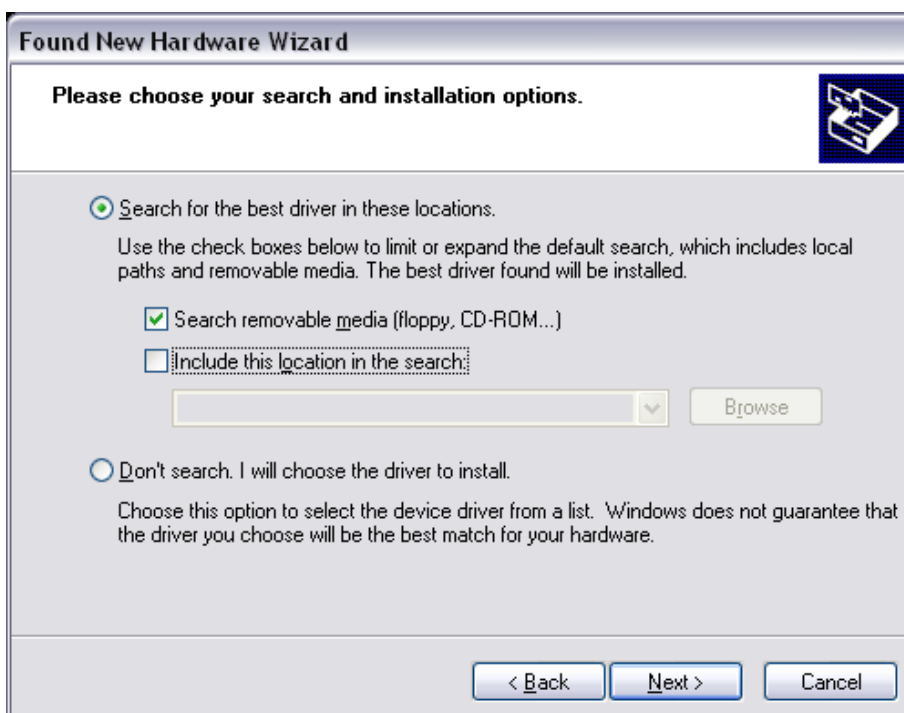 Found New Hardware Wizard
Please choose your search and installation options.
Search for the best driver in these locations.
Use the check boxes below to limit or expand the default search, which includes local
paths and removable media. The best driver found will be installed.
Search removable media (floppy, CD-ROM...)
Include this location in the search:
Browse
Don't search. I will choose the driver to install.
Choose this option to select the device driver from a list. Windows does not guarantee that
the driver you choose will be the best match for your hardware.
< Back Next > Cancel